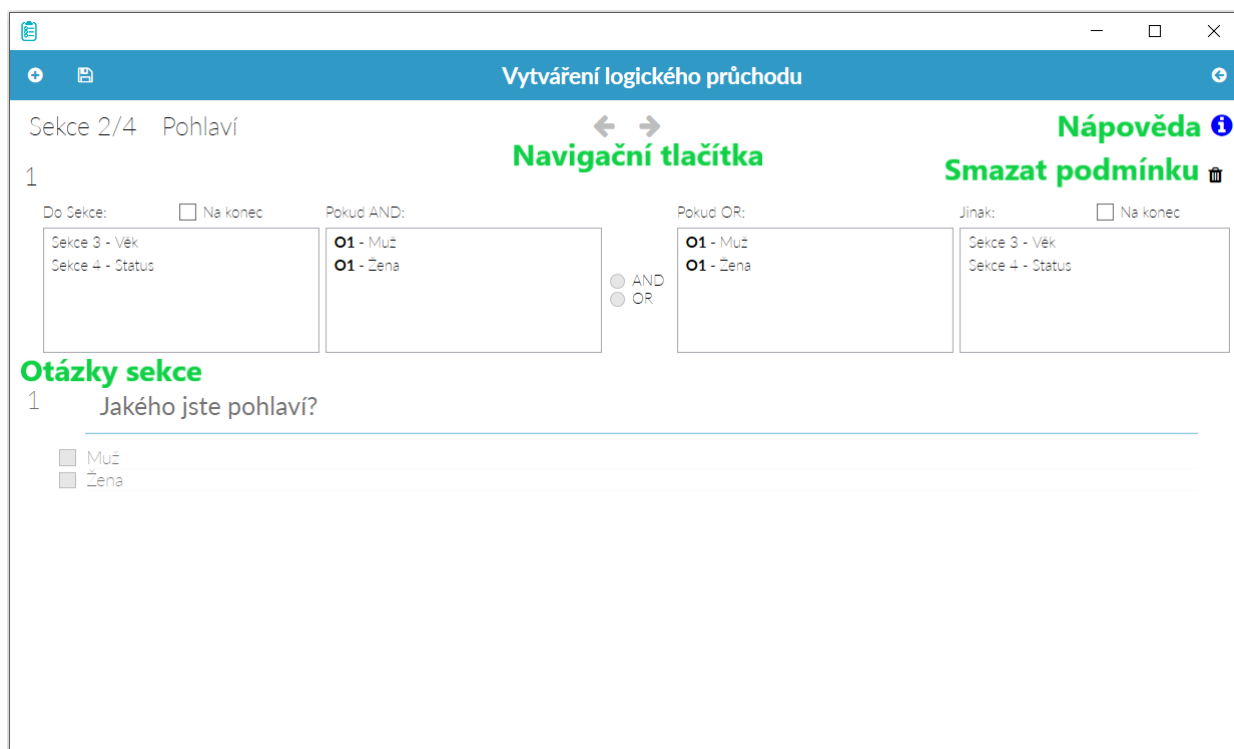 Vytváření logického průchodu
Sekce 2/4 Pohlaví
Nápověda
Navigační tlačítka
Smazat podmínku
1
Do Sekce: Na konec Pokud AND: Pokud OR: Jinak: Na konec
Sekce 3 - Věk O1 - Muž O1 - Muž Sekce 3 - Věk
Sekce 4 - Status O1 - Žena O1 - Žena Sekce 4 - Status
AND
OR
Otázky sekce
1 Jakého jste pohlaví?
Muž
Žena